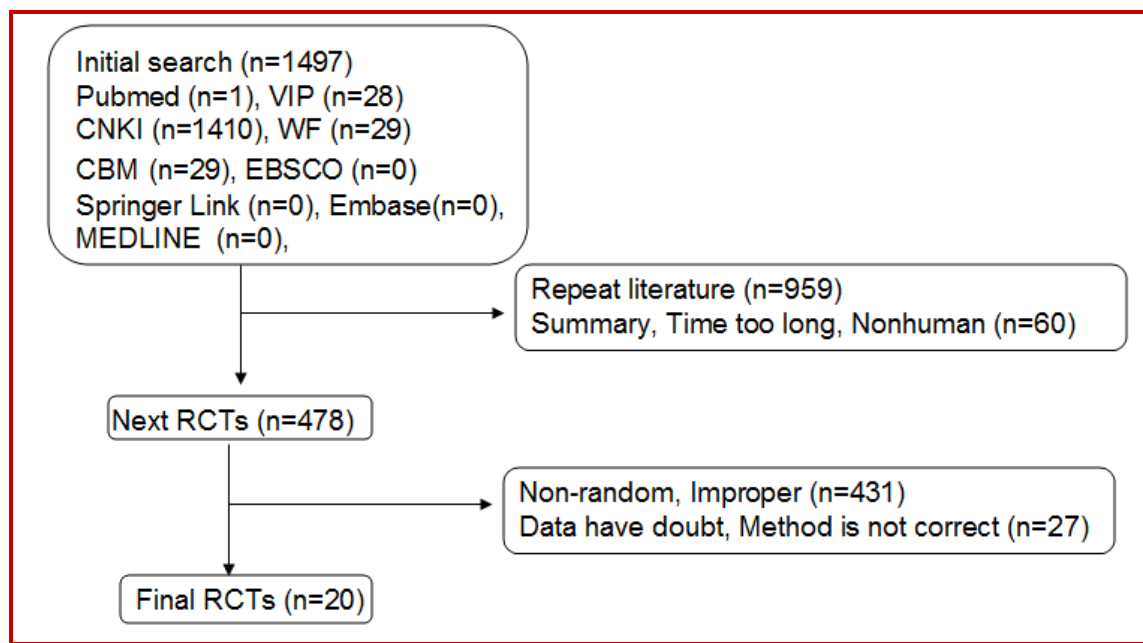 Initial search (n=1497)
Pubmed (n=1), VIP (n=28)
CNKI (n=1410), WF (n=29)
CBM (n=29), EBSCO (n=0)
Springer Link (n=0), Embase(n=0),
MEDLINE (n=0),
Repeat literature (n=959)
Summary, Time too long, Nonhuman (n=60)
Next RCTs (n=478)
Non-random, Improper (n=431)
Data have doubt, Method is not correct (n=27)
Final RCTs (n=20)